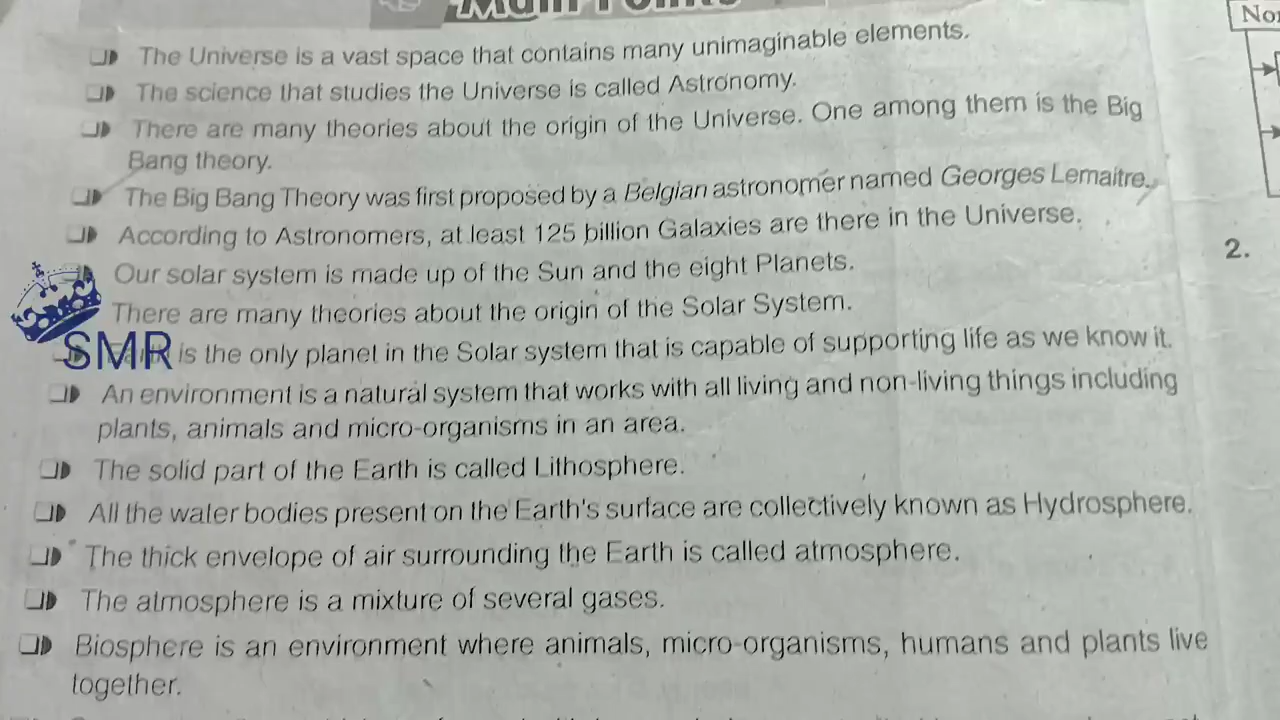 Main Points
The Universe is a vast space that contains many unimaginable elements.
The science that studies the Universe is called Astronomy.
There are many theories about the origin of the Universe. One among them is the Big
Bang theory.
The Big Bang Theory was first proposed by a Belgian astronomer named Georges Lemaitre.
According to Astronomers, at least 125 billion Galaxies are there in the Universe.
2.
Our solar system is made up of the Sun and the eight Planets.
There are many theories about the origin of the Solar System.
SMR
is the only planet in the Solar system that is capable of supporting life as we know it.
An environment is a natural system that works with all living and non-living things including
plants, animals and micro-organisms in an area.
The solid part of the Earth is called Lithosphere.
All the water bodies present on the Earth's surface are collectively known as Hydrosphere.
The thick envelope of air surrounding the Earth is called atmosphere.
The atmosphere is a mixture of several gases.
Biosphere is an environment where animals, micro-organisms, humans and plants live
together.